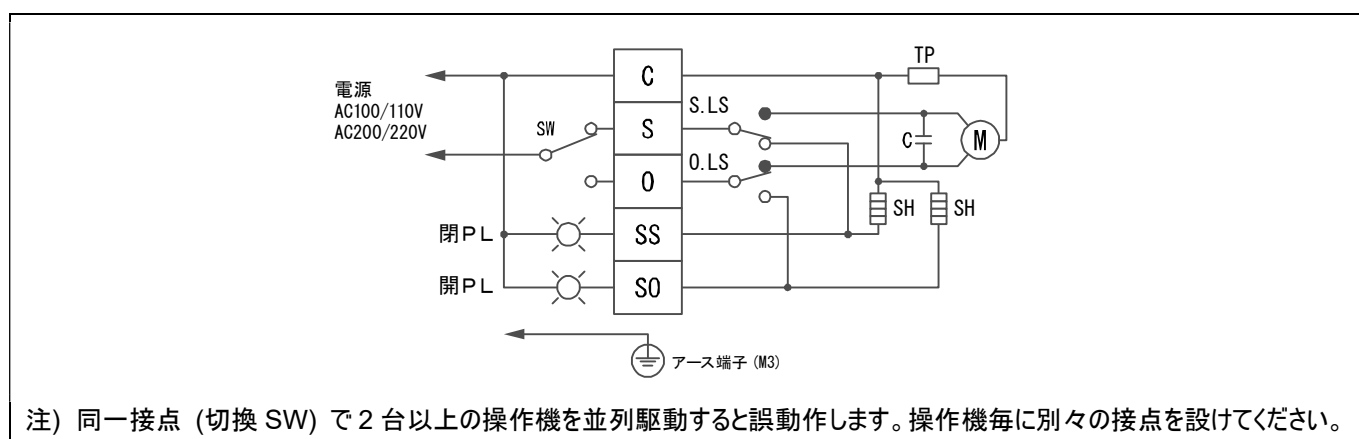 TP
C
電源
AC100/110V
AC200/220V
S.LS
SW
S
C
M
O.LS
O
SH
SH
閉PL
SS
開PL
SO
アース端子 (M3)
注) 同一接点 (切換 SW) で 2 台以上の操作機を並列駆動すると誤動作します。操作機毎に別々の接点を設けてください。